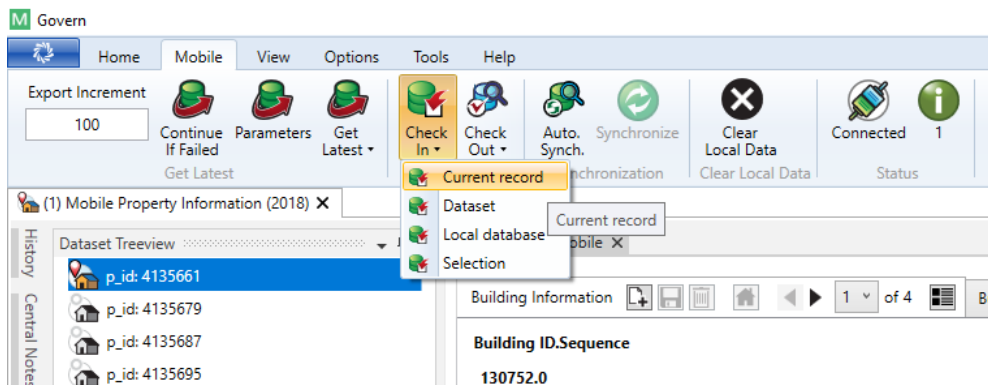 M Govern
Home Mobile View Options Tools Help
Export Increment
100
Continue If Failed
Parameters
Get Latest
Check In
Check Out
Auto. Synch.
Synchronize
Clear Local Data
Connected
1
Get Latest
nchronization
Clear Local Data
Status
Current record
Dataset
Local database
Selection
Current record
(1) Mobile Property Information (2018)
obile
History
Central Notes
Dataset Treeview
p_id: 4135661
p_id: 4135679
p_id: 4135687
p_id: 4135695
Building Information 1 of 4 B
Building ID.Sequence
130752.0